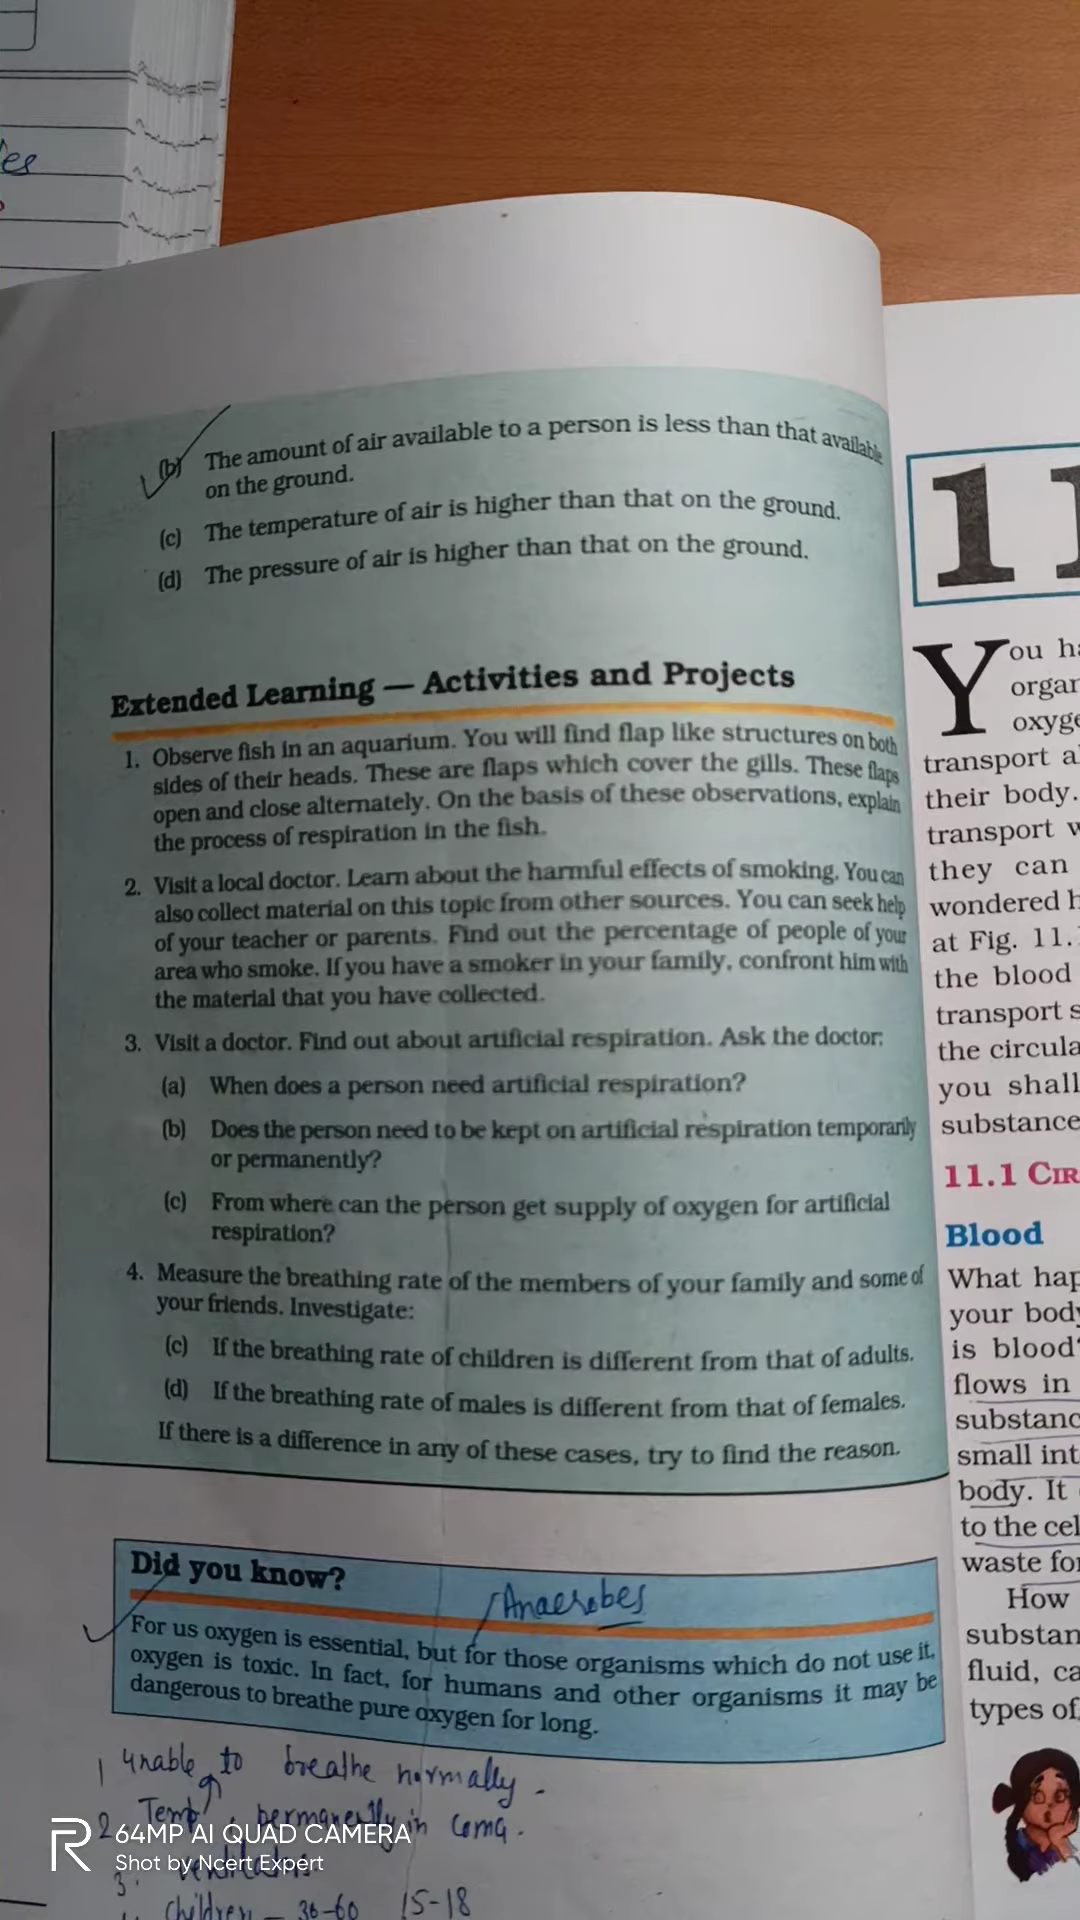 es
(b) The amount of air available to a person is less than that available
on the ground.
(c) The temperature of air is higher than that on the ground.
(d) The pressure of air is higher than that on the ground.
Extended Learning — Activities and Projects
1. Observe fish in an aquarium. You will find flap like structures on both
sides of their heads. These are flaps which cover the gills. These flaps
open and close alternately. On the basis of these observations, explain
the process of respiration in the fish.
2. Visit a local doctor. Learn about the harmful effects of smoking. You can
also collect material on this topic from other sources. You can seek help
of your teacher or parents. Find out the percentage of people of your
area who smoke. If you have a smoker in your family, confront him with
the material that you have collected.
3. Visit a doctor. Find out about artificial respiration. Ask the doctor:
(a) When does a person need artificial respiration?
(b) Does the person need to be kept on artificial respiration temporarily
or permanently?
(c) From where can the person get supply of oxygen for artificial
respiration?
4. Measure the breathing rate of the members of your family and some of
your friends. Investigate:
(c) If the breathing rate of children is different from that of adults.
(d) If the breathing rate of males is different from that of females.
If there is a difference in any of these cases, try to find the reason.
Did you know?
Anaerobes
For us oxygen is essential, but for those organisms which do not use it,
oxygen is toxic. In fact, for humans and other organisms it may be
dangerous to breathe pure oxygen for long.
1 unable to breathe normally.
2. Temp permanently in coma.
3.
children - 30-60 15-18
64MP AI QUAD CAMERA
Shot by Ncert Expert
11
You ha
organ
oxyge
transport a
their body.
transport w
they can
wondered h
at Fig. 11.
the blood
transport s
the circula
you shall
substance
11.1 CIR
Blood
What hap
your body
is blood?
flows in
substanc
small int
body. It
to the cel
waste for
How
substan
fluid, ca
types of